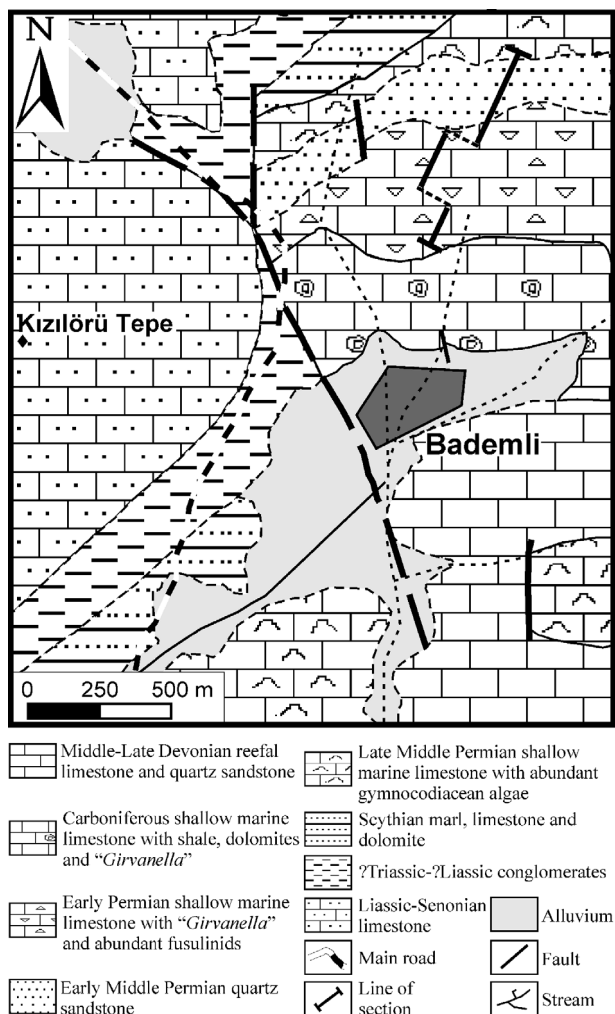 N
Kızılörü Tepe
Bademli
0 250 500 m
Middle-Late Devonian reefal
limestone and quartz sandstone
Carboniferous shallow marine
limestone with shale, dolomites
and "Girvanella"
Early Permian shallow marine
limestone with "Girvanella"
and abundant fusulinids
Early Middle Permian quartz
sandstone
Late Middle Permian shallow
marine limestone with abundant
gymnocodiacean algae
Scythian marl, limestone and
dolomite
?Triassic-?Liassic conglomerates
Liassic-Senonian
limestone
Alluvium
Main road
Fault
Line of
section
Stream